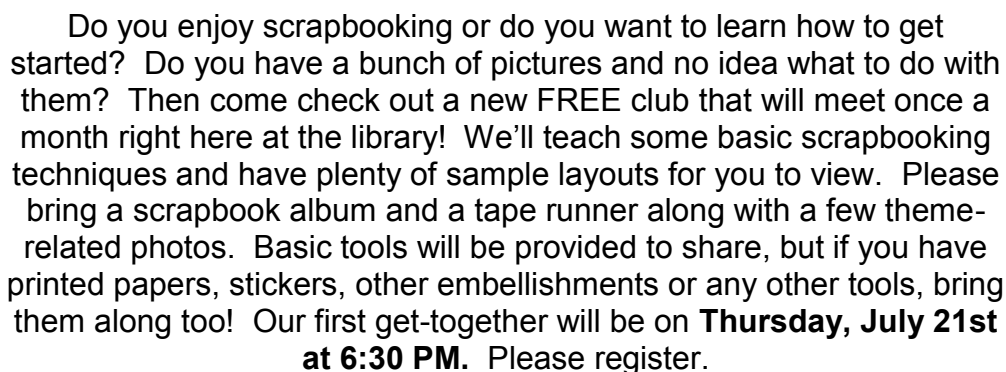 Do you enjoy scrapbooking or do you want to learn how to get
started?  Do you have a bunch of pictures and no idea what to do with
them?  Then come check out a new FREE club that will meet once a
month right here at the library!  We’ll teach some basic scrapbooking
techniques and have plenty of sample layouts for you to view.  Please
bring a scrapbook album and a tape runner along with a few theme-
related photos.  Basic tools will be provided to share, but if you have
printed papers, stickers, other embellishments or any other tools, bring
them along too!  Our first get-together will be on Thursday, July 21st
at 6:30 PM.  Please register.